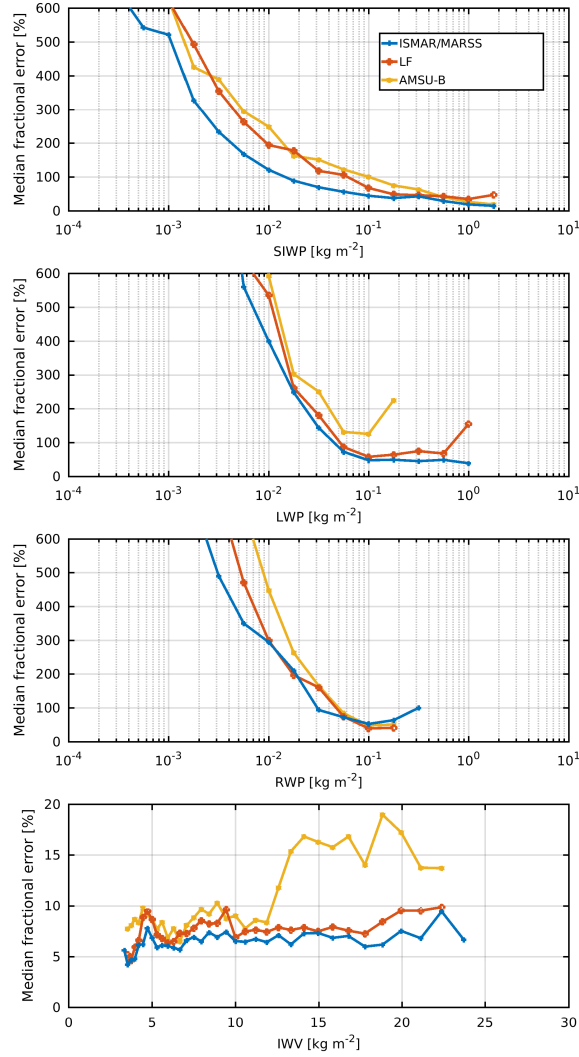 600
500
400
300
200
100
0
Median fractional error [%]
ISMAR/MARSS
LF
AMSU-B
10⁻⁴ 10⁻³ 10⁻² 10⁻¹ 10⁰ 10¹
SIWP [kg m⁻²]
600
500
400
300
200
100
0
Median fractional error [%]
10⁻⁴ 10⁻³ 10⁻² 10⁻¹ 10⁰ 10¹
LWP [kg m⁻²]
600
500
400
300
200
100
0
Median fractional error [%]
10⁻⁴ 10⁻³ 10⁻² 10⁻¹ 10⁰ 10¹
RWP [kg m⁻²]
20
15
10
5
0
Median fractional error [%]
0 5 10 15 20 25 30
IWV [kg m⁻²]